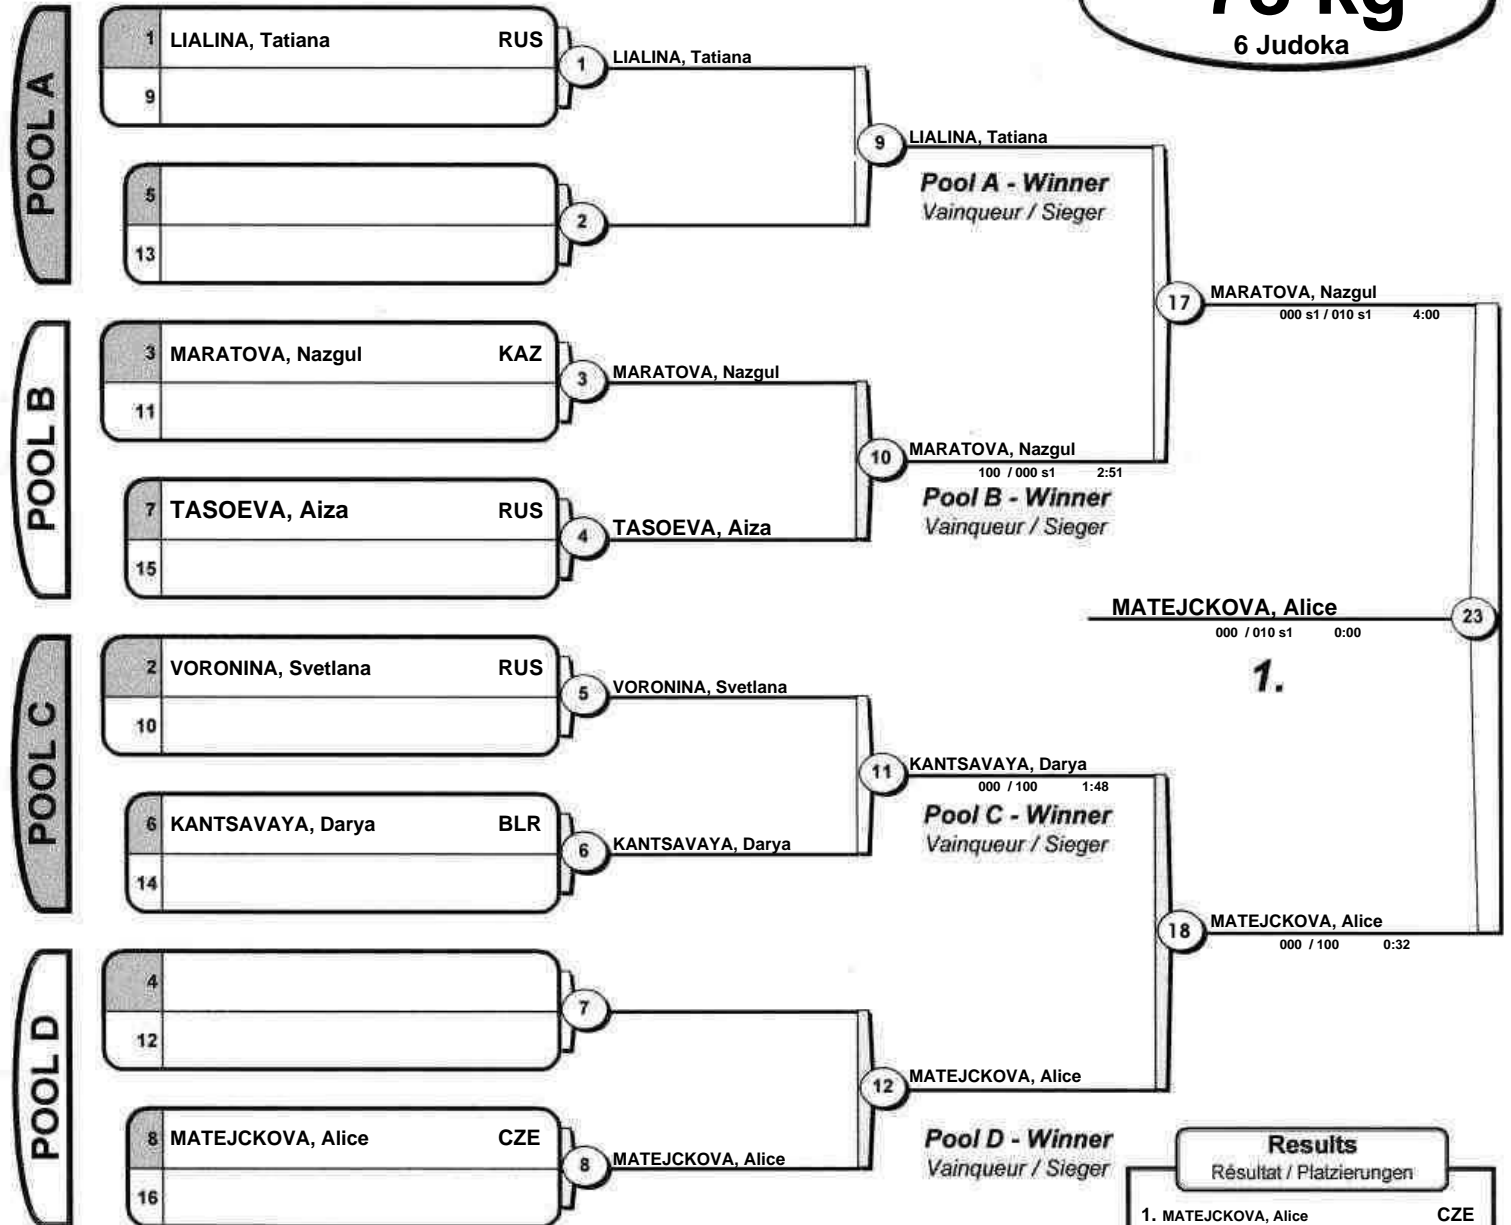 6 Judoka
POOL A
1 LIALINA, Tatiana RUS
9
1 LIALINA, Tatiana
5
13
2
9 LIALINA, Tatiana
Pool A - Winner
Vainqueur / Sieger
POOL B
3 MARATOVA, Nazgul KAZ
11
3 MARATOVA, Nazgul
7 TASOEVA, Aiza RUS
15
4 TASOEVA, Aiza
10 MARATOVA, Nazgul
100 / 000 s1 2:51
Pool B - Winner
Vainqueur / Sieger
17 MARATOVA, Nazgul
000 s1 / 010 s1 4:00
POOL C
2 VORONINA, Svetlana RUS
10
5 VORONINA, Svetlana
6 KANTSAVAYA, Darya BLR
14
6 KANTSAVAYA, Darya
11 KANTSAVAYA, Darya
000 / 100 1:48
Pool C - Winner
Vainqueur / Sieger
POOL D
4
12
7
8 MATEJCKOVA, Alice CZE
16
8 MATEJCKOVA, Alice
12 MATEJCKOVA, Alice
Pool D - Winner
Vainqueur / Sieger
18 MATEJCKOVA, Alice
000 / 100 0:32
MATEJCKOVA, Alice 23
000 / 010 s1 0:00
1.
Results
Résultat / Platzierungen
1. MATEJCKOVA, Alice CZE